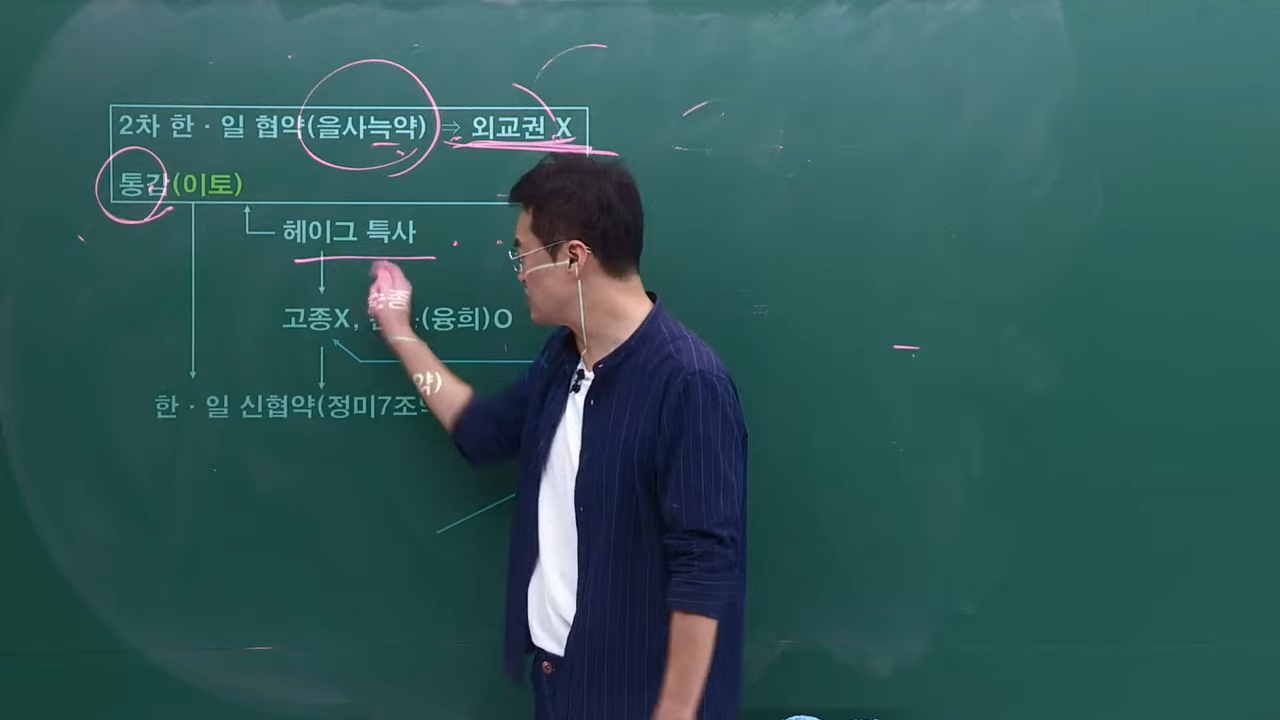 2차 한 · 일 협약(을사늑약) ⇨ 외교권 X
통감(이토)
헤이그 특사
고종X, 순종(융희)O
한 · 일 신협약(정미7조약)